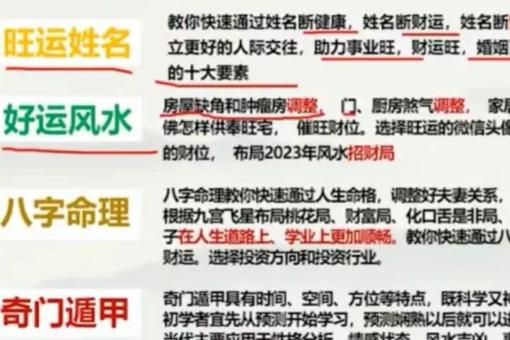 旺运姓名
教你快速通过姓名断健康，姓名断财运，姓名断
立更好的人际交往，助力事业旺，财运旺，婚姻
的十大要素
好运风水
房屋缺角和肿瘤房调整，门、厨房煞气调整，家居
佛怎样供奉旺宅，催旺财位。选择旺运的微信头像
的财位，布局2023年风水招财局
八字命理
八字命理教你快速通过人生命格，调整好夫妻关系，
根据九宫飞星布局桃花局、财富局、化口舌是非局、
子在人生道路上、学业上更加顺畅。教你快速通过八
财运。选择投资方向和投资行业。
奇门遁甲
奇门遁甲具有时间、空间、方位等特点，既科学又神
初学者宜先从预测开始学习，预测娴熟以后就可以进